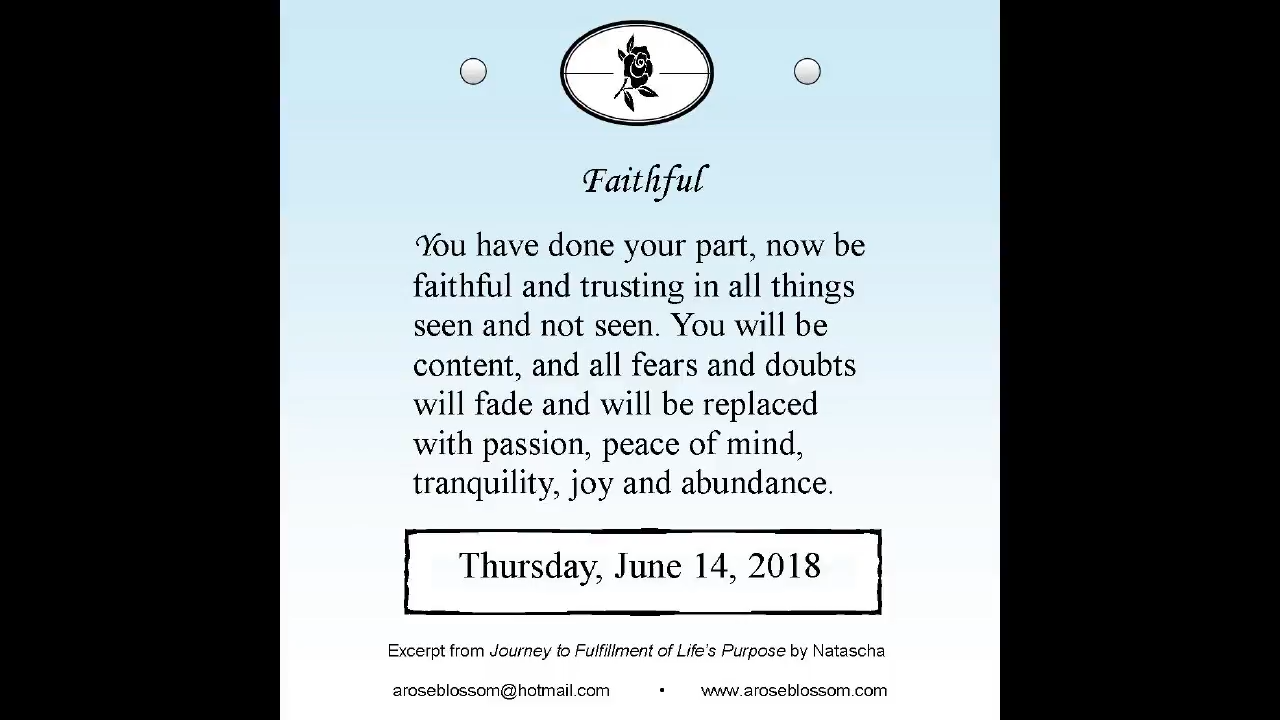 Faithful
You have done your part, now be
faithful and trusting in all things
seen and not seen. You will be
content, and all fears and doubts
will fade and will be replaced
with passion, peace of mind,
tranquility, joy and abundance.
Thursday, June 14, 2018
Excerpt from Journey to Fulfillment of Life's Purpose by Natascha
aroseblossom@hotmail.com • www.aroseblossom.com